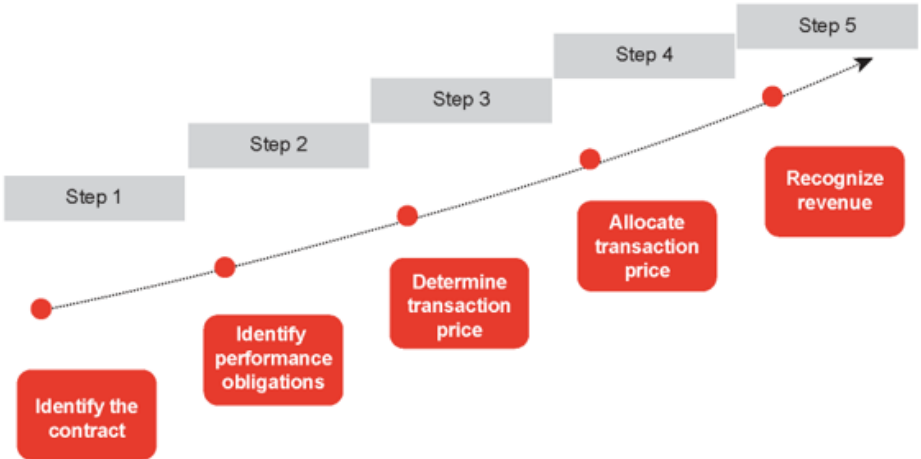 Step 1
Step 2
Step 3
Step 4
Step 5
Identify the
contract
Identify
performance
obligations
Determine
transaction
price
Allocate
transaction
price
Recognize
revenue